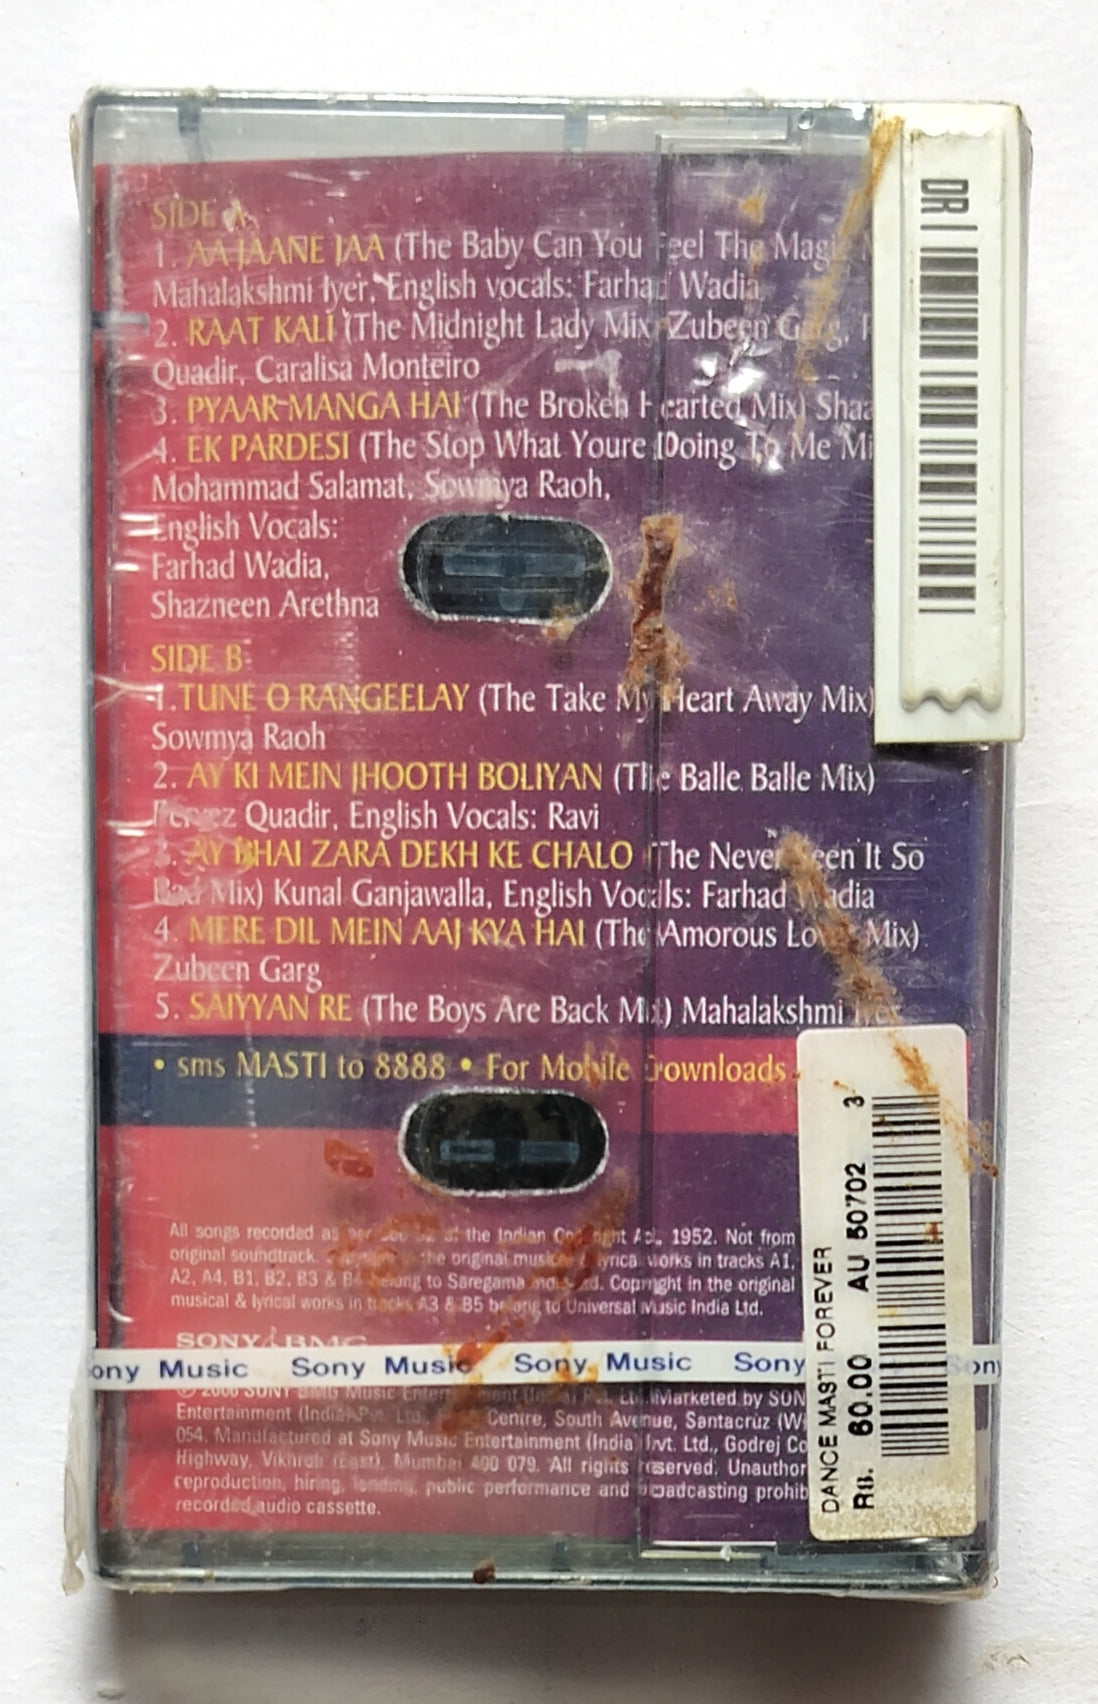 SIDE A
1. AA JAANE JAA (The Baby Can You Feel The Magic
Mahalakshmi Iyer, English vocals: Farhad Wadia
2. RAAT KALI (The Midnight Lady Mix Zubeen Garg,
Quadir, Caralisa Monteiro
3. PYAAR MANGA HAI (The Broken Hearted Mix)
4. EK PARDESI (The Stop What Youre Doing To Me
Mohammad Salamat, Sowmya Raoh,
English Vocals:
Farhad Wadia,
Shazneen Arethna
SIDE B
1.TUNE O RANGEELAY (The Take My Heart Away Mix)
Sowmya Raoh
2. AY KI MEIN JHOOTH BOLIYAN (The Balle Balle Mix)
Pervez Quadir, English Vocals: Ravi
3. AY BHAI ZARA DEKH KE CHALO (The Never Seen It So
Bad Mix) Kunal Ganjawalla, English Vocals: Farhad Wadia
4. MERE DIL MEIN AAJ KYA HAI (The Amorous Mix)
Zubeen Garg
5. SAIYYAN RE (The Boys Are Back Mix) Mahalakshmi
• sms MASTI to 8888 • For Mobile Downloads
All songs recorded as per the Indian Copyright Act, 1952. Not from
original soundtrack. the original musical lyrical works in tracks A1,
A2, A4, B1, B2, B3 & B4 belong to Saregama Copyright in the original
musical & lyrical works in tracks A3 & B5 belong to Universal Music India Ltd.
SONY BMG
Sony Music Sony Music Sony Music Sony Sony
Music Entertainment (India) Pvt. Ltd. Marketed by
Entertainment (India) Pvt. Ltd., Centre, South Avenue, Santacruz
054. Manufactured at Sony Music Entertainment (India Pvt. Ltd., Godrej
Highway, Vikhroli (East), Mumbai 400 079. All rights reserved.
reproduction, hiring, lending, public performance and broadcasting
recorded audio cassette.
DRI
DANCE MASTI FOREVER
Rs. 60.00 AU 50702 3